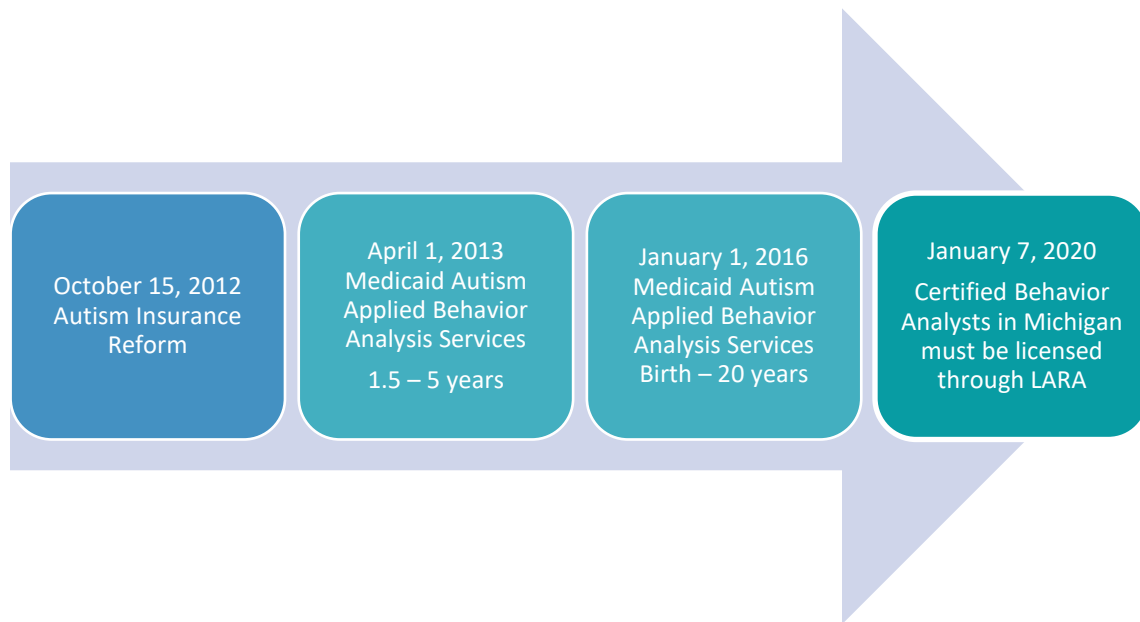 October 15, 2012
Autism Insurance
Reform
April 1, 2013
Medicaid Autism
Applied Behavior
Analysis Services
1.5 – 5 years
January 1, 2016
Medicaid Autism
Applied Behavior
Analysis Services
Birth – 20 years
January 7, 2020
Certified Behavior
Analysts in Michigan
must be licensed
through LARA